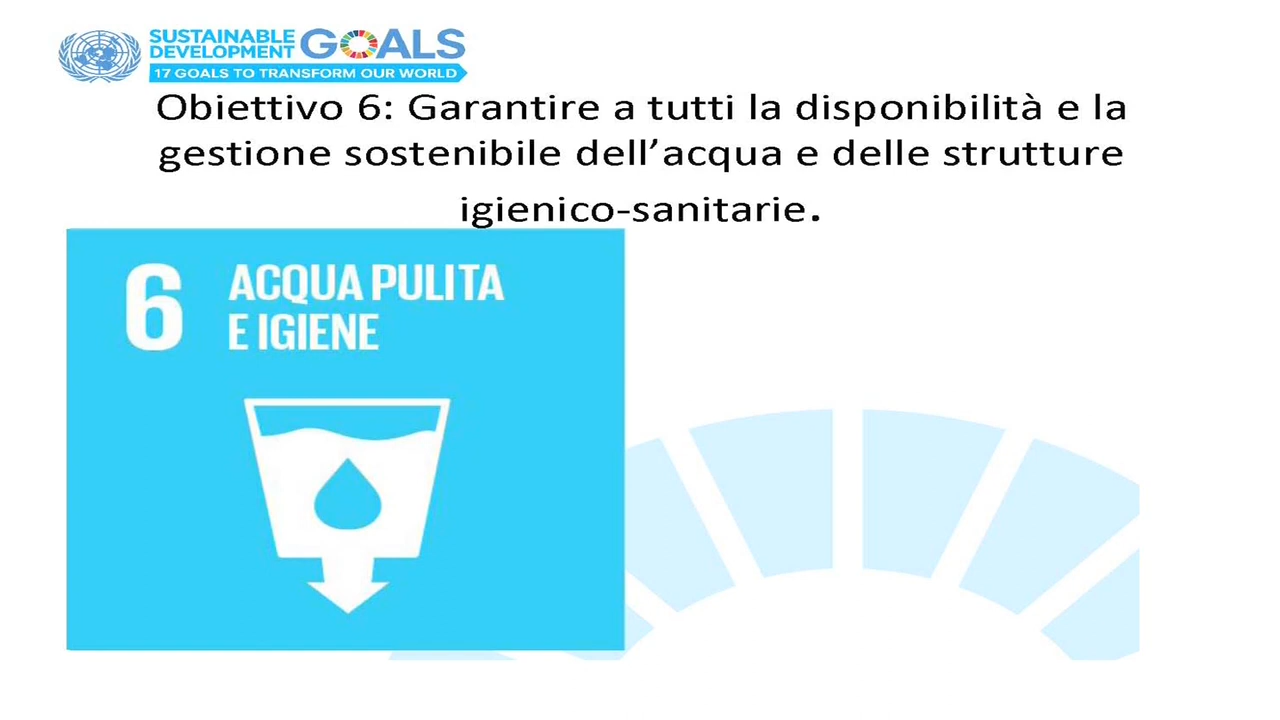 SUSTAINABLE
DEVELOPMENT GOALS
17 GOALS TO TRANSFORM OUR WORLD
Obiettivo 6: Garantire a tutti la disponibilità e la
gestione sostenibile dell’acqua e delle strutture
igienico-sanitarie.
6 ACQUA PULITA
E IGIENE